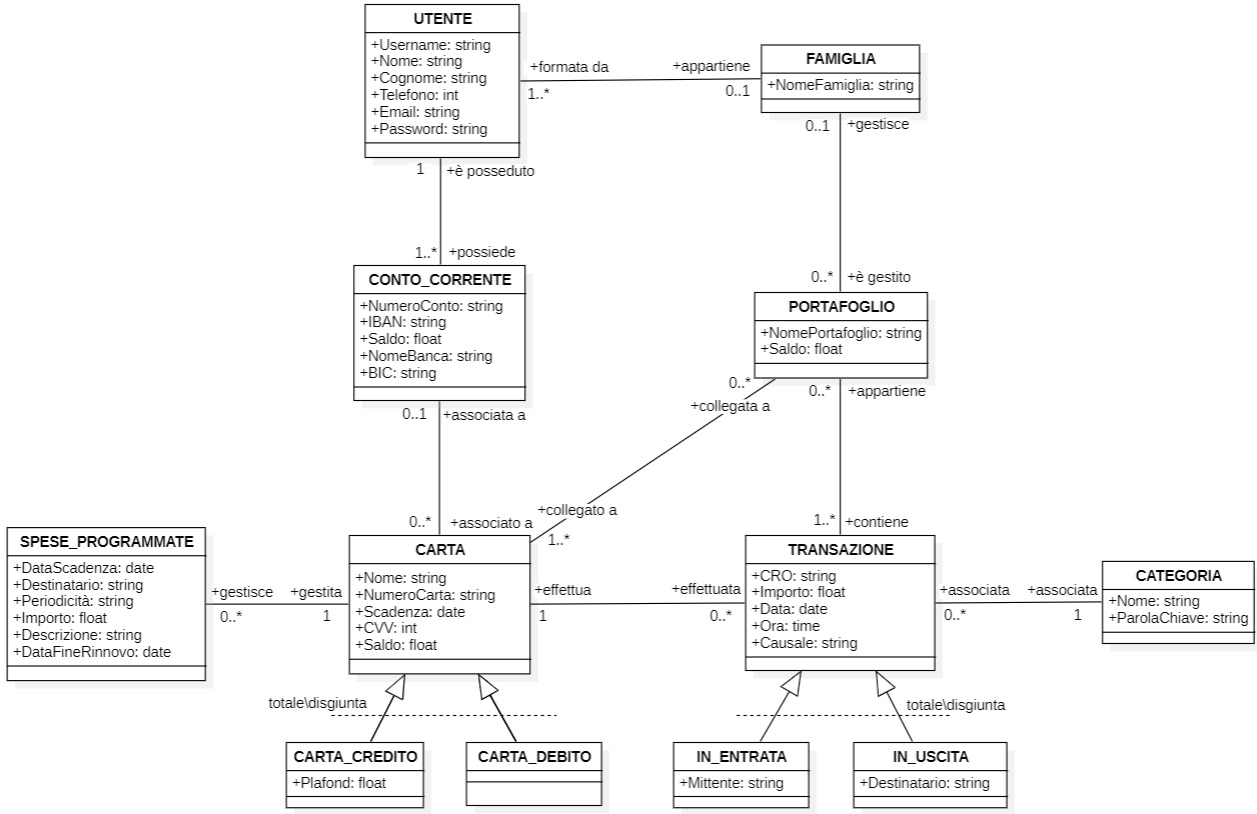 UTENTE
+Username: string
+Nome: string
+Cognome: string
+Telefono: int
+Email: string
+Password: string
+formata da
1..*
+appartiene
0..1
FAMIGLIA
+NomeFamiglia: string
0..1
+gestisce
1
+è posseduto
1..*
+possiede
CONTO_CORRENTE
+NumeroConto: string
+IBAN: string
+Saldo: float
+NomeBanca: string
+BIC: string
0..*
+è gestito
PORTAFOGLIO
+NomePortafoglio: string
+Saldo: float
0..*
+collegata a
0..*
+appartiene
0..1
+associata a
0..*
+associato a
+collegato a
1..*
1..*
+contiene
SPESE_PROGRAMMATE
+DataScadenza: date
+Destinatario: string
+Periodicità: string
+Importo: float
+Descrizione: string
+DataFineRinnovo: date
+gestisce
0..*
+gestita
1
CARTA
+Nome: string
+NumeroCarta: string
+Scadenza: date
+CVV: int
+Saldo: float
+effettua
1
+effettuata
0..*
TRANSAZIONE
+CRO: string
+Importo: float
+Data: date
+Ora: time
+Causale: string
+associata
0..*
+associata
1
CATEGORIA
+Nome: string
+ParolaChiave: string
totale\disgiunta
totale\disgiunta
CARTA_CREDITO
+Plafond: float
CARTA_DEBITO
IN_ENTRATA
+Mittente: string
IN_USCITA
+Destinatario: string